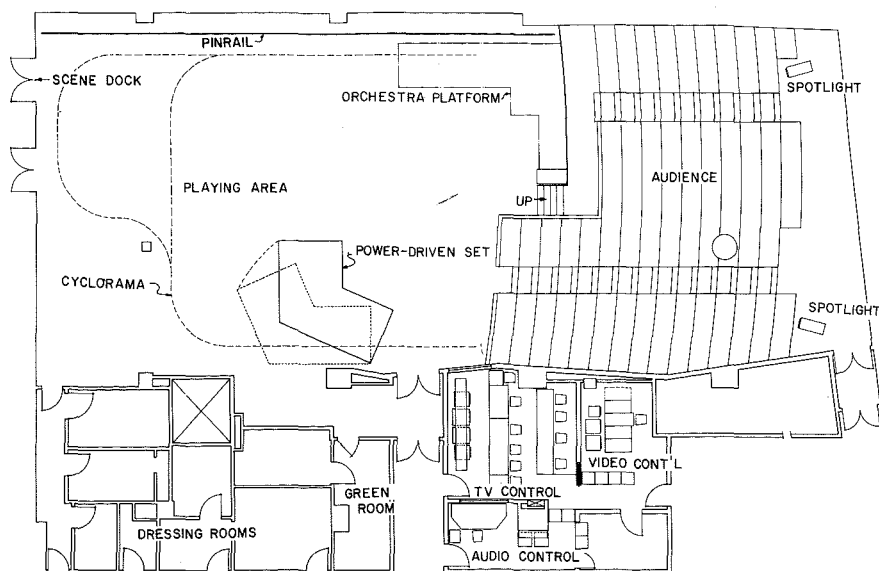 PINRAIL
SCENE DOCK
SPOTLIGHT
ORCHESTRA PLATFORM
AUDIENCE
PLAYING AREA
UP
POWER-DRIVEN SET
CYCLORAMA
SPOTLIGHT
VIDEO CONT'L
GREEN
ROOM
TV CONTROL
DRESSING ROOMS
AUDIO CONTROL